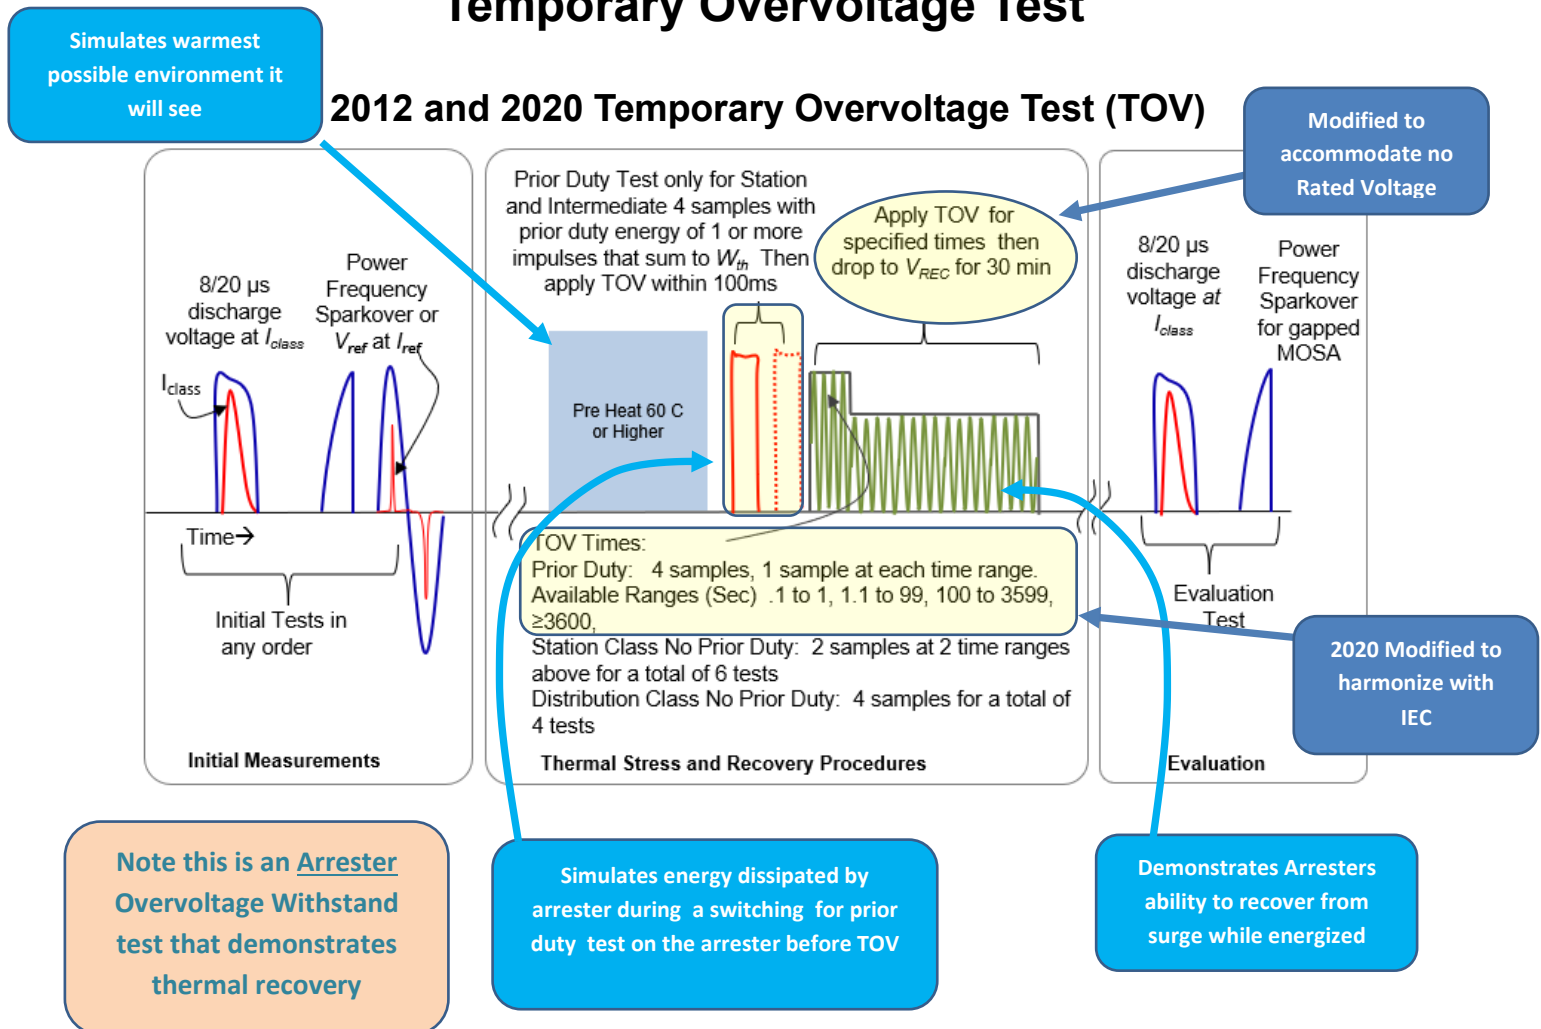 Temporary Overvoltage Test
Simulates warmest
possible environment it
will see
2012 and 2020 Temporary Overvoltage Test (TOV)
Modified to
accommodate no
Rated Voltage
8/20 µs
discharge
voltage at Iclass
Power
Frequency
Sparkover or
Vref at Iref
Iclass
Time→
Initial Tests in
any order
Initial Measurements
Prior Duty Test only for Station
and Intermediate 4 samples with
prior duty energy of 1 or more
impulses that sum to Wth Then
apply TOV within 100ms
Apply TOV for
specified times then
drop to VREC for 30 min
Pre Heat 60 C
or Higher
TOV Times:
Prior Duty: 4 samples, 1 sample at each time range.
Available Ranges (Sec) .1 to 1, 1.1 to 99, 100 to 3599,
≥3600,
Station Class No Prior Duty: 2 samples at 2 time ranges
above for a total of 6 tests
Distribution Class No Prior Duty: 4 samples for a total of
4 tests
Thermal Stress and Recovery Procedures
8/20 µs
discharge
voltage at
Iclass
Power
Frequency
Sparkover
for gapped
MOSA
Evaluation
Test
Evaluation
2020 Modified to
harmonize with
IEC
Note this is an Arrester
Overvoltage Withstand
test that demonstrates
thermal recovery
Simulates energy dissipated by
arrester during a switching for prior
duty test on the arrester before TOV
Demonstrates Arresters
ability to recover from
surge while energized